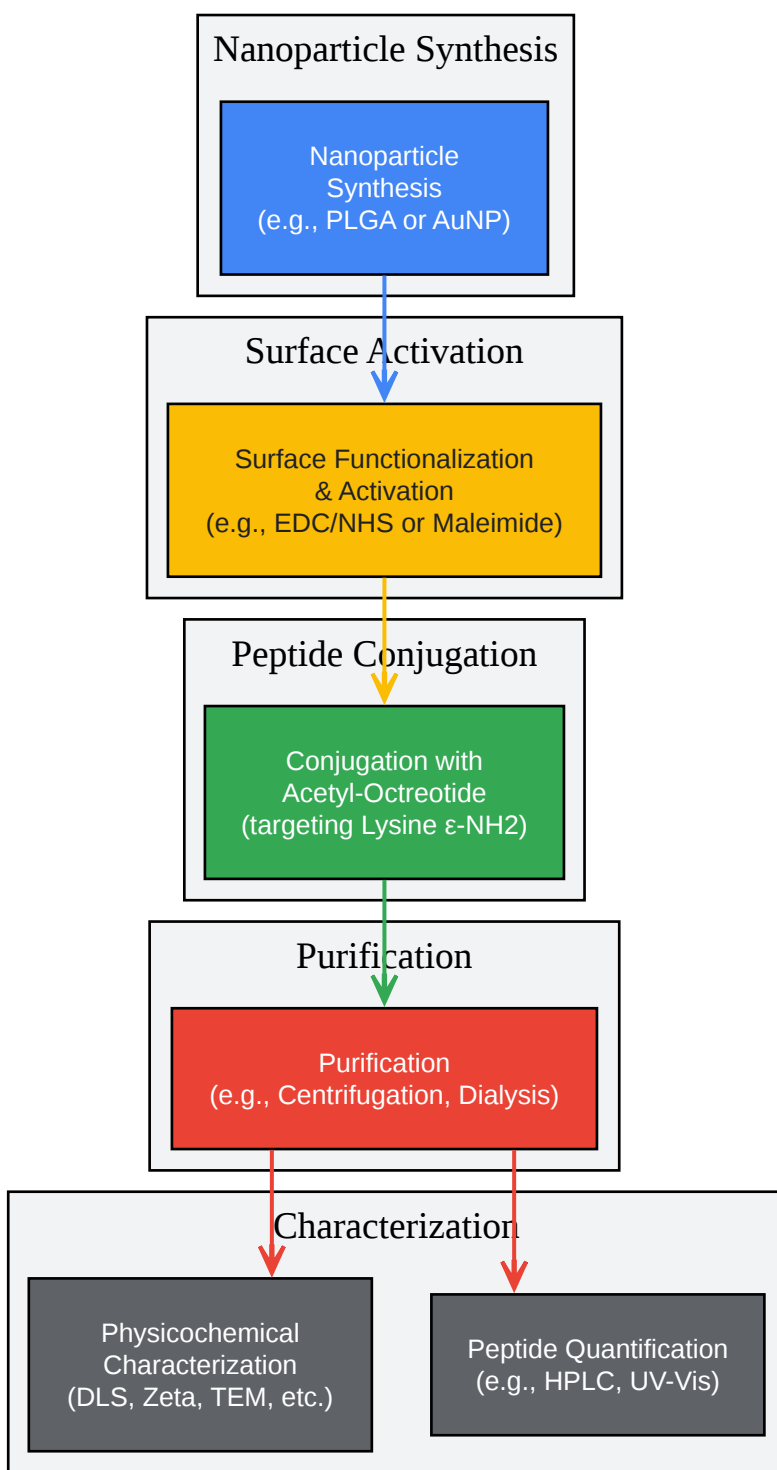 Nanoparticle Synthesis
Nanoparticle
Synthesis
(e.g., PLGA or AuNP)
Surface Activation
Surface Functionalization
& Activation
(e.g., EDC/NHS or Maleimide)
Peptide Conjugation
Conjugation with
Acetyl-Octreotide
(targeting Lysine ε-NH2)
Purification
Purification
(e.g., Centrifugation, Dialysis)
Characterization
Physicochemical
Characterization
(DLS, Zeta, TEM, etc.)
Peptide Quantification
(e.g., HPLC, UV-Vis)